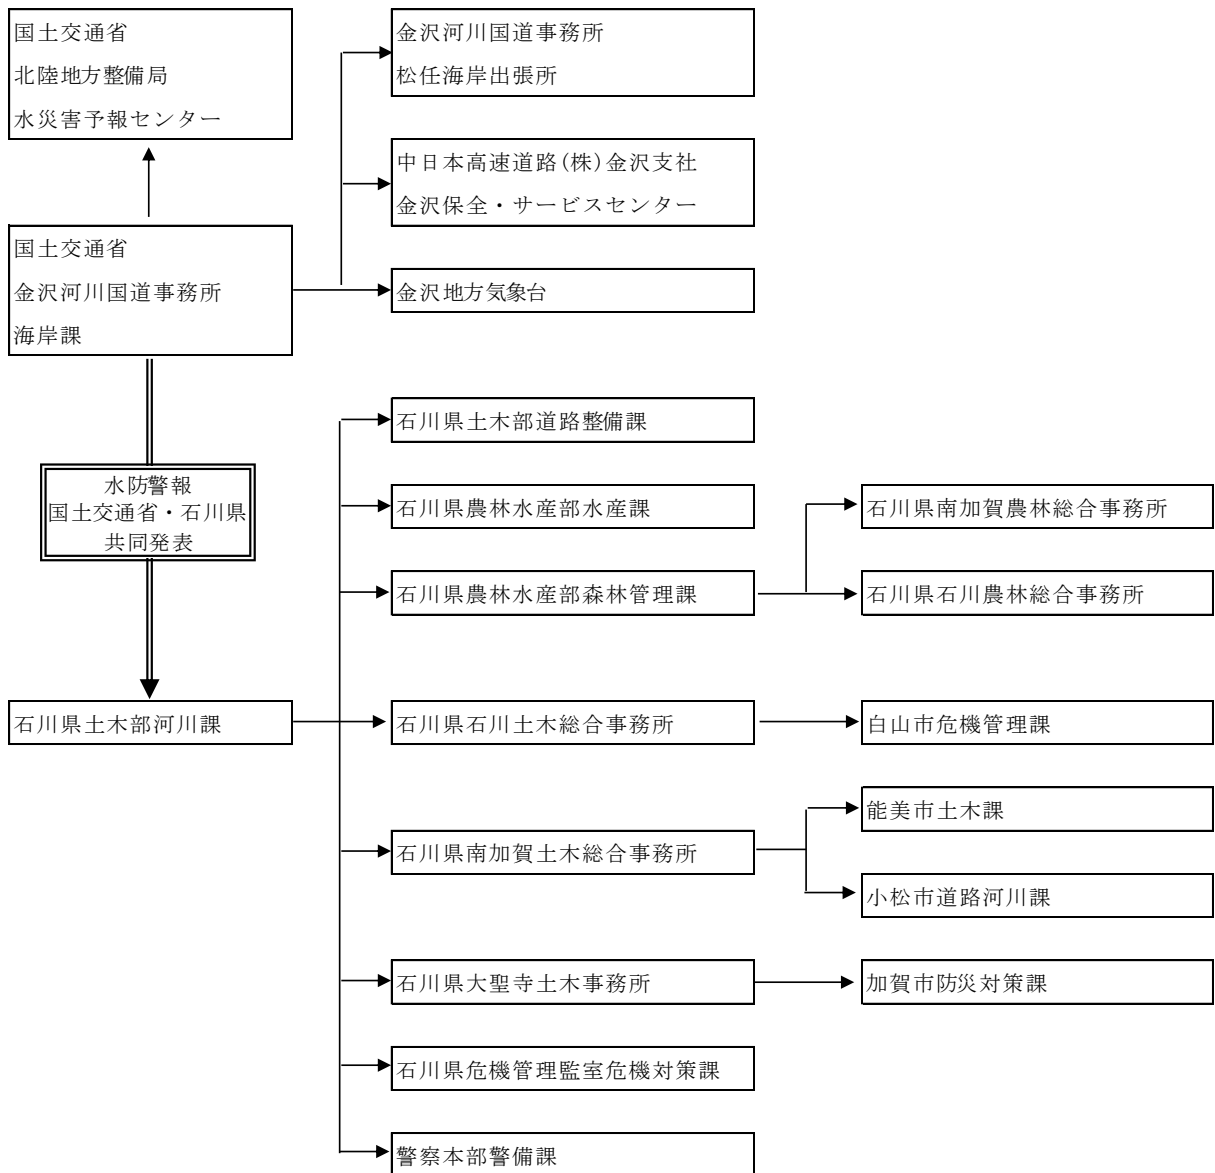 国土交通省
北陸地方整備局
水災害予報センター
金沢河川国道事務所
松任海岸出張所
中日本高速道路(株)金沢支社
金沢保全・サービスセンター
国土交通省
金沢河川国道事務所
海岸課
金沢地方気象台
水防警報
国土交通省・石川県
共同発表
石川県土木部河川課
石川県土木部道路整備課
石川県農林水産部水産課
石川県農林水産部森林管理課
石川県南加賀農林総合事務所
石川県石川農林総合事務所
石川県石川土木総合事務所
白山市危機管理課
石川県南加賀土木総合事務所
能美市土木課
小松市道路河川課
石川県大聖寺土木事務所
加賀市防災対策課
石川県危機管理監室危機対策課
警察本部警備課